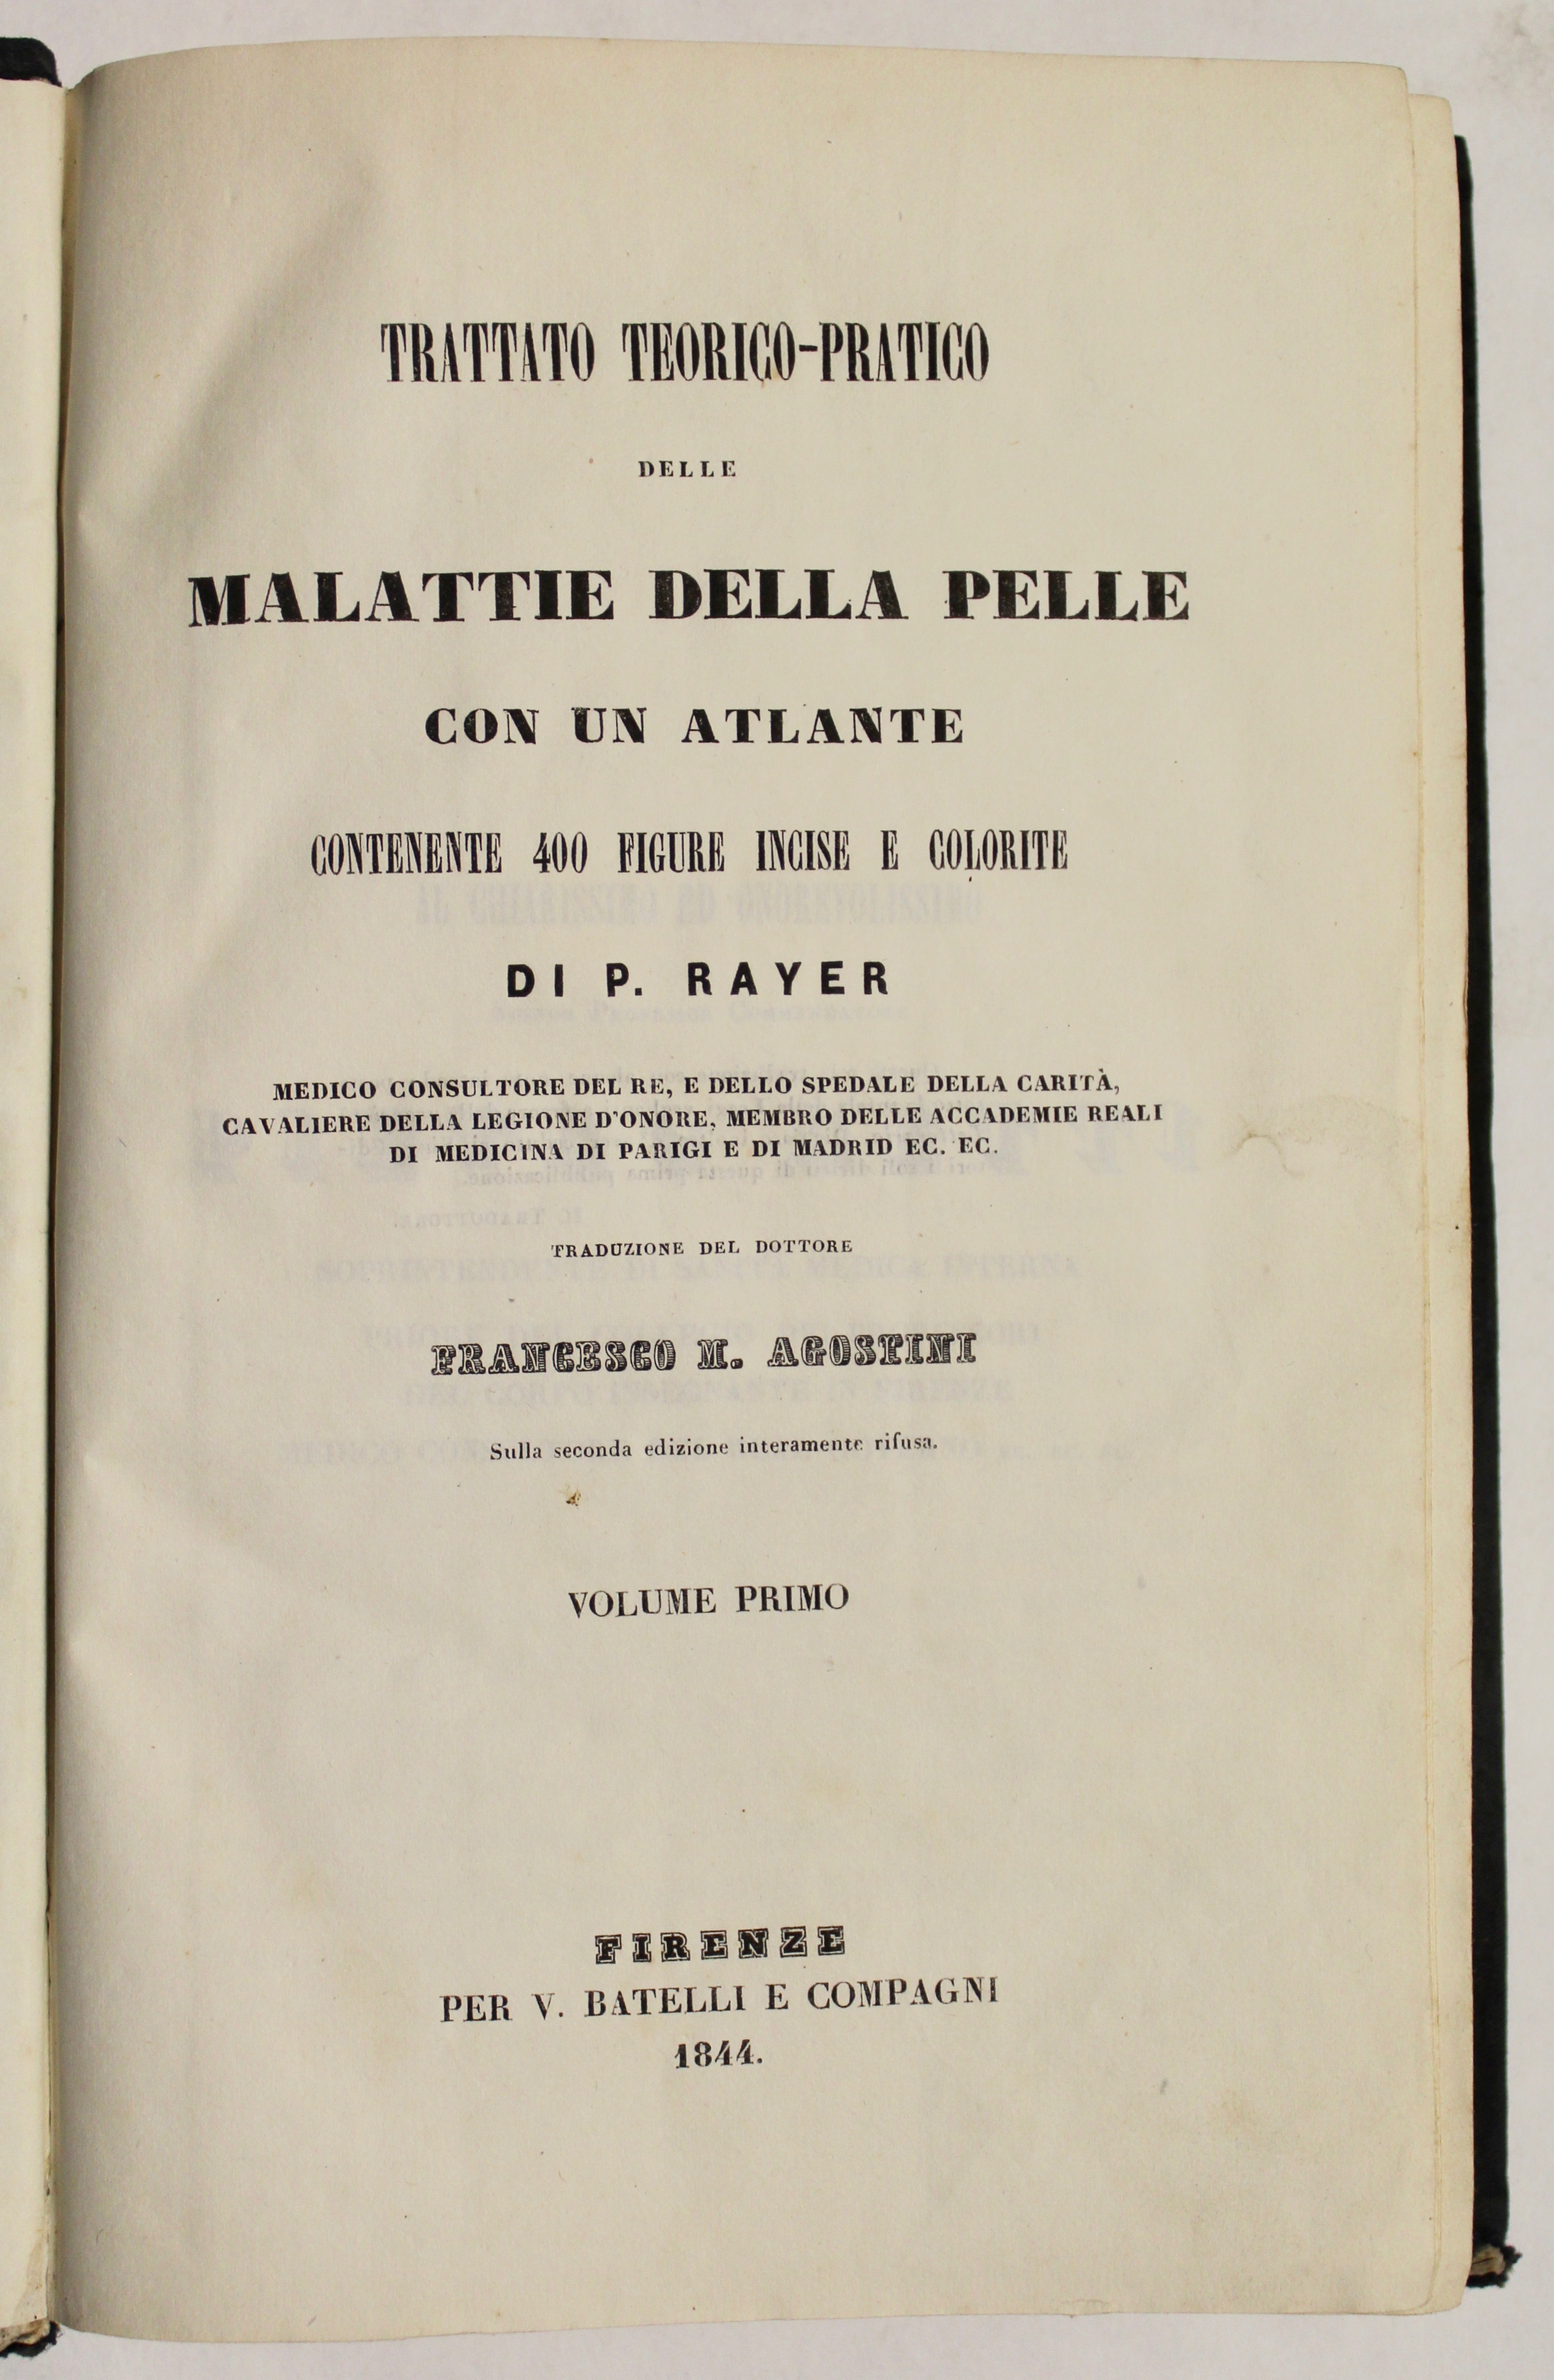 TRATTATO TEORICO-PRATICO
DELLE
MALATTIE DELLA PELLE
CON UN ATLANTE
CONTENENTE 400 FIGURE INCISE E COLORITE
DI P. RAYER
MEDICO CONSULTORE DEL RE, E DELLO SPEDALE DELLA CARITÀ,
CAVALIERE DELLA LEGIONE D'ONORE, MEMBRO DELLE ACCADEMIE REALI
DI MEDICINA DI PARIGI E DI MADRID EC. EC.
TRADUZIONE DEL DOTTORE
FRANCESCO M. AGOSTINI
Sulla seconda edizione interamente rifusa.
VOLUME PRIMO
FIRENZE
PER V. BATELLI E COMPAGNI
1844.